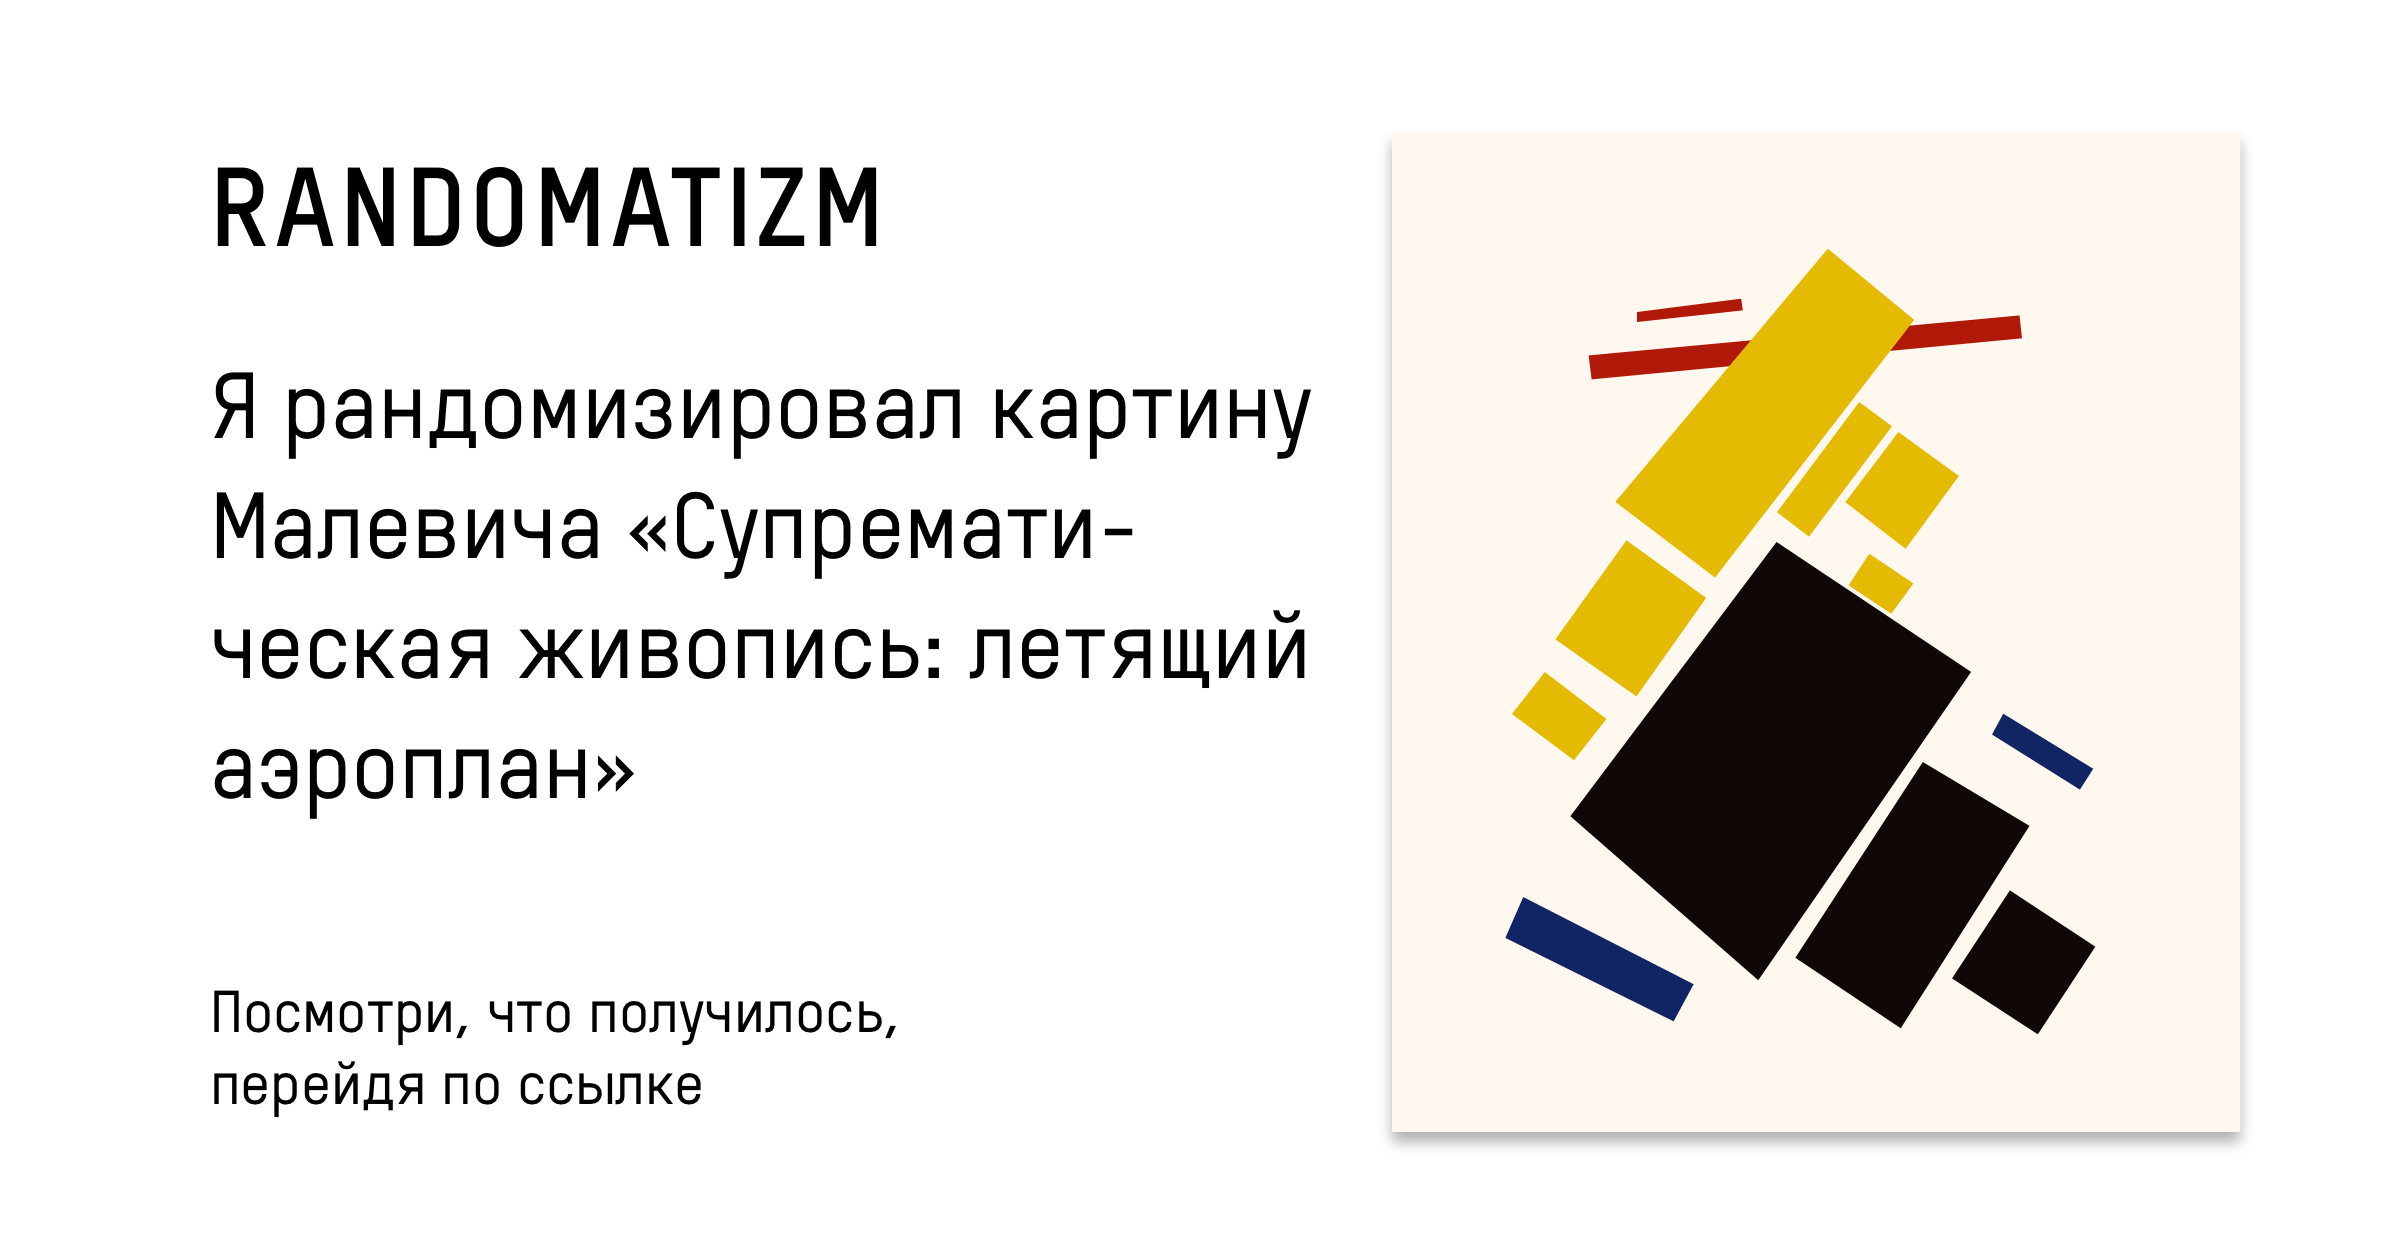 RANDOMATIZM
Я рандомизировал картину
Малевича «Супремати-
ческая живопись: летящий
аэроплан»
Посмотри, что получилось,
перейдя по ссылке